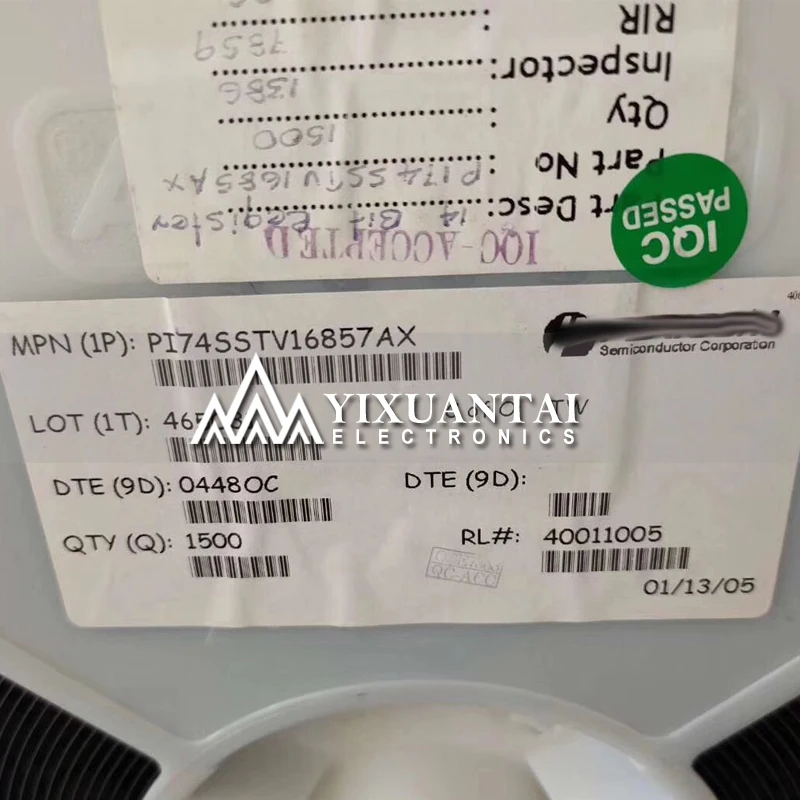 RIR
7859
Inspector:
1386
Qty :
1500
Part No :
PI74SSTV16857AX
Part Desc:
14 Bit Register
IQC-ACCEPTED
IQC
PASSED
MPN (1P): PI74SSTV16857AX
Semiconductor Corporation
YIXUANTAI
ELECTRONICS
LOT (1T):
DTE (9D): 0448OC
DTE (9D):
QTY (Q): 1500
RL#: 40011005
QC-ACC
01/13/05